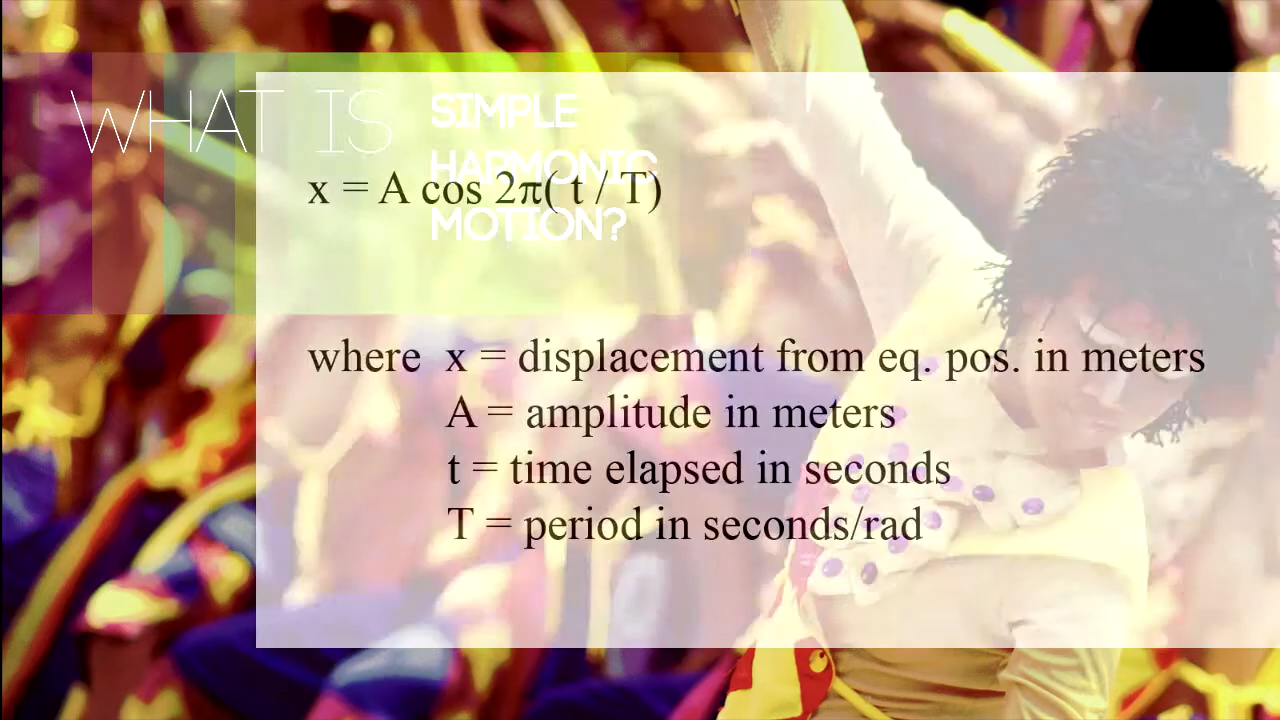 WHAT IS
SIMPLE
HARMONIC
MOTION?
x = A cos 2π( t / T)
where x = displacement from eq. pos. in meters
A = amplitude in meters
t = time elapsed in seconds
T = period in seconds/rad